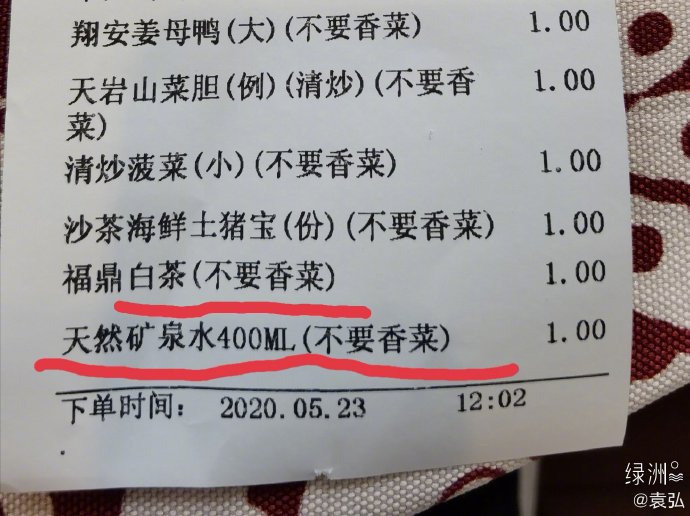 翔安姜母鸭(大)(不要香菜) 1.00
天岩山菜胆(例)(清炒)(不要香 1.00
菜)
清炒菠菜(小)(不要香菜) 1.00
沙茶海鲜土猪宝(份)(不要香菜) 1.00
福鼎白茶(不要香菜) 1.00
天然矿泉水400ML(不要香菜) 1.00
下单时间: 2020.05.23 12:02
绿洲
@袁弘